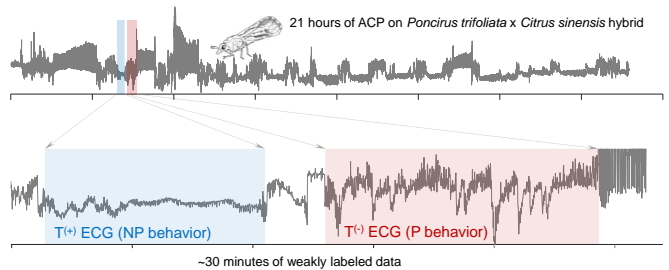 21 hours of ACP on Poncirus trifoliata x Citrus sinensis hybrid
T(+) ECG (NP behavior)
T(-) ECG (P behavior)
~30 minutes of weakly labeled data